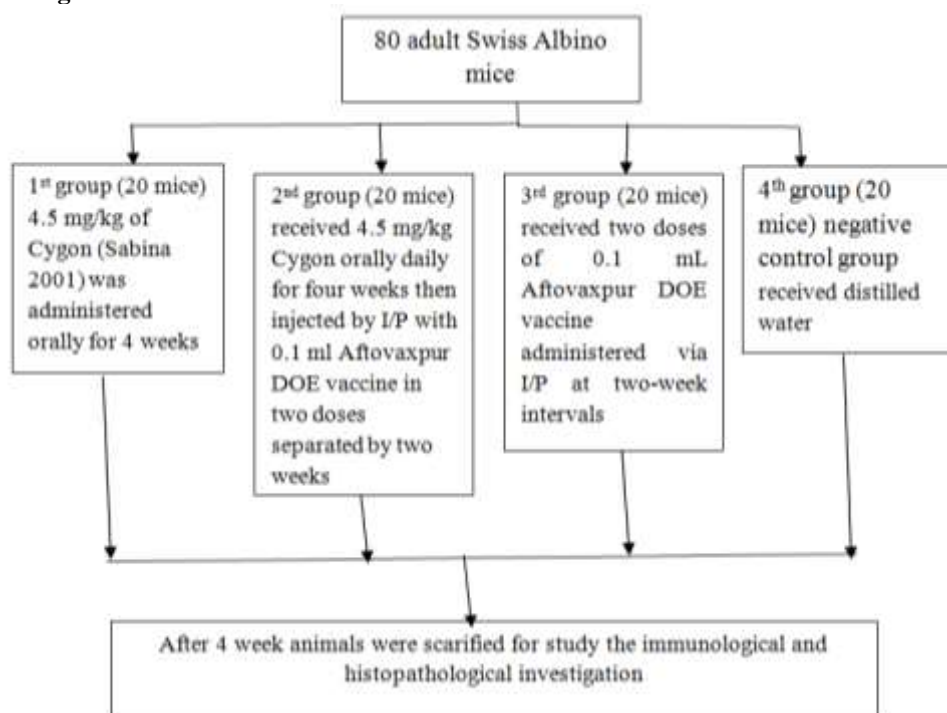 80 adult Swiss Albino
mice
1st group (20 mice)
4.5 mg/kg of
Cygon (Sabina
2001) was
administered
orally for 4 weeks
2nd group (20 mice)
received 4.5 mg/kg
Cygon orally daily
for four weeks then
injected by I/P with
0.1 ml Aftovaxpur
DOE vaccine in
two doses
separated by two
weeks
3rd group (20 mice)
received two doses
of 0.1 mL
Aftovaxpur DOE
vaccine
administered via
I/P at two-week
intervals
4th group (20
mice) negative
control group
received distilled
water
After 4 week animals were scarified for study the immunological and
histopathological investigation